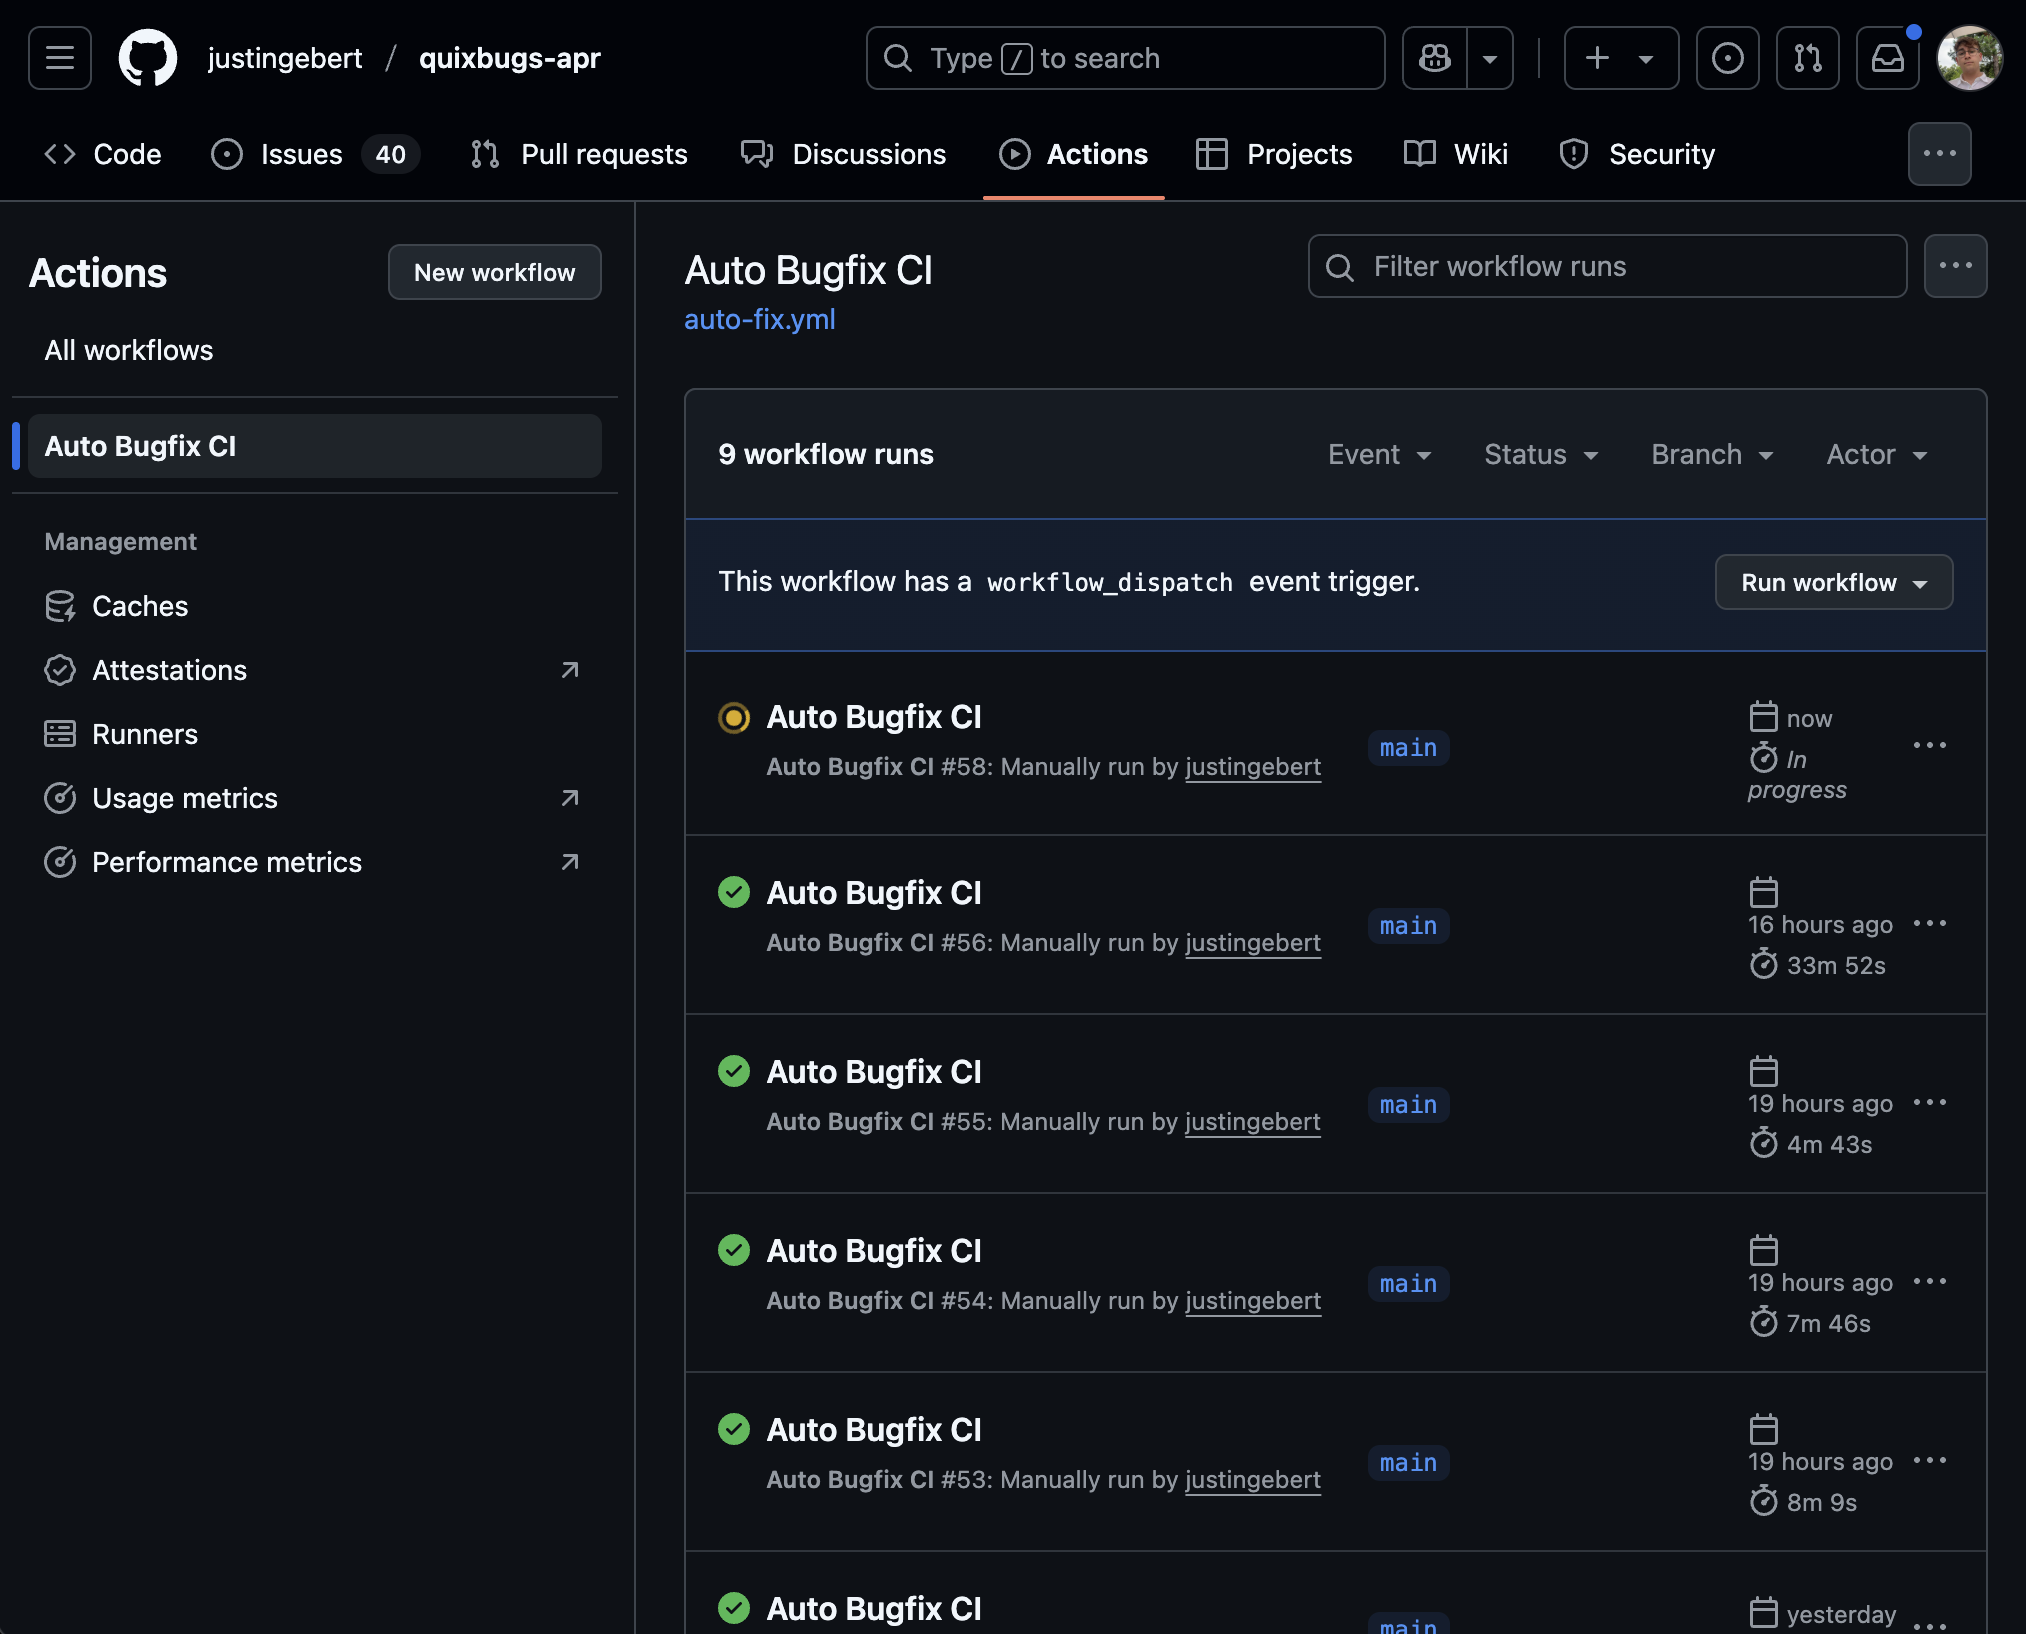 justingebert / quixbugs-apr
Type / to search
Code
Issues 40
Pull requests
Discussions
Actions
Projects
Wiki
Security
Actions
New workflow
All workflows
Auto Bugfix CI
Management
Caches
Attestations
Runners
Usage metrics
Performance metrics
Auto Bugfix CI
auto-fix.yml
Filter workflow runs
9 workflow runs
Event
Status
Branch
Actor
This workflow has a workflow_dispatch event trigger.
Run workflow
Auto Bugfix CI
Auto Bugfix CI #58: Manually run by justingebert
main
now
In
progress
Auto Bugfix CI
Auto Bugfix CI #56: Manually run by justingebert
main
16 hours ago
33m 52s
Auto Bugfix CI
Auto Bugfix CI #55: Manually run by justingebert
main
19 hours ago
4m 43s
Auto Bugfix CI
Auto Bugfix CI #54: Manually run by justingebert
main
19 hours ago
7m 46s
Auto Bugfix CI
Auto Bugfix CI #53: Manually run by justingebert
main
19 hours ago
8m 9s
Auto Bugfix CI
main
yesterday